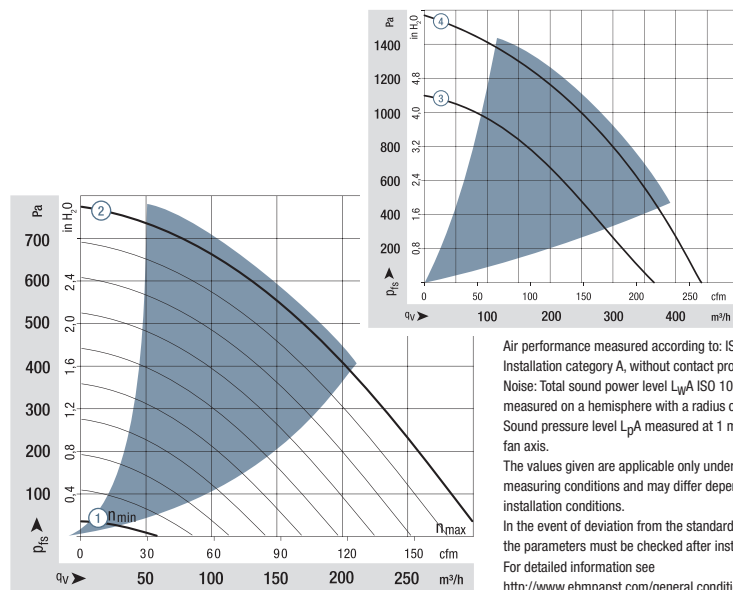 Pa
in H2O
1400
1200
1000
800
600
400
200
4.8
4.0
3.2
2.4
1.6
0.8
4
3
pfs
0 50 100 150 200 250 cfm
qV 100 200 300 400 m³/h
Pa
in H2O
700
600
500
400
300
200
100
2.4
2.0
1.6
1.2
0.8
0.4
2
1 nmin
nmax
pfs
0 30 60 90 120 150 cfm
qV 50 100 150 200 250 m³/h
Air performance measured according to: IS
Installation category A, without contact pro
Noise: Total sound power level LWA ISO 10
measured on a hemisphere with a radius o
Sound pressure level LpA measured at 1 m
fan axis.
The values given are applicable only under
measuring conditions and may differ depen
installation conditions.
In the event of deviation from the standard
the parameters must be checked after inst
For detailed information see